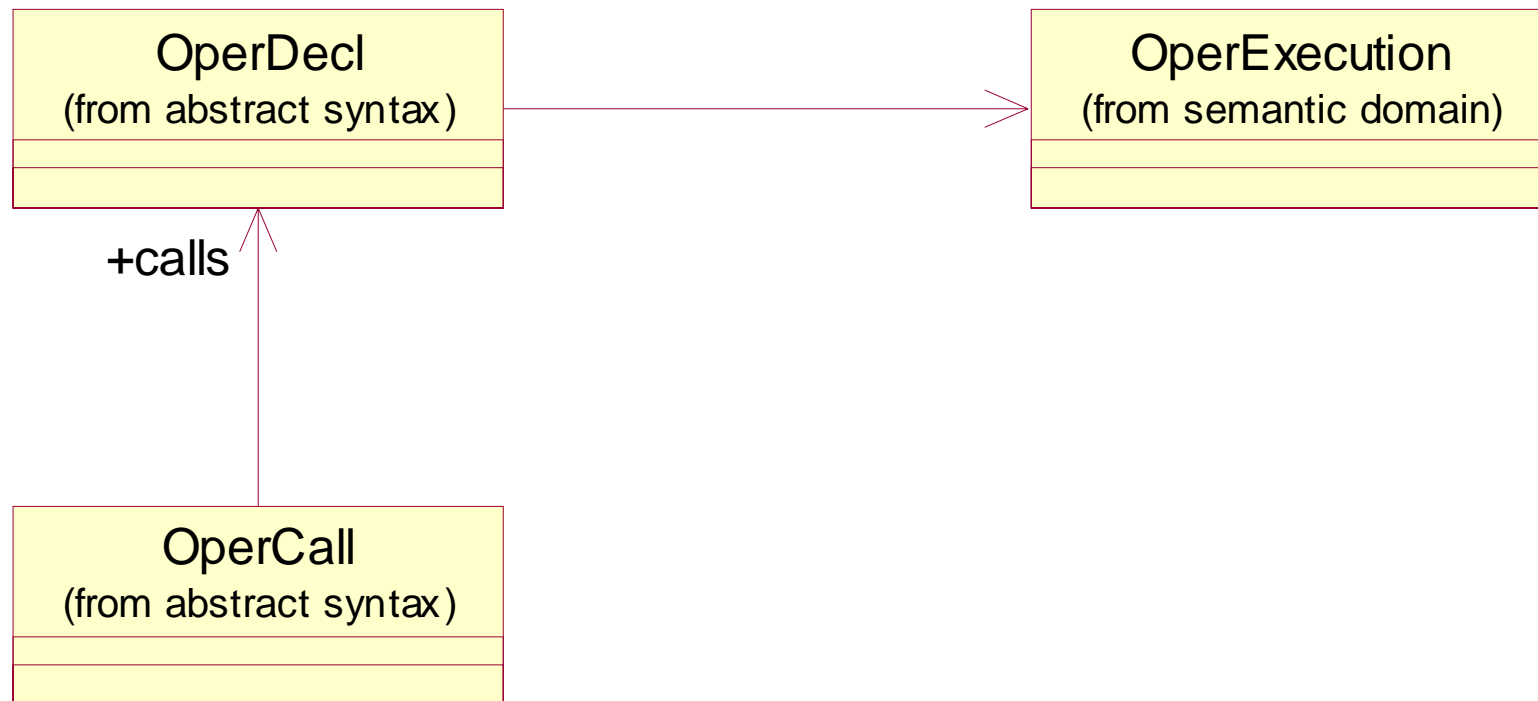 OperDecl
(from abstract syntax)
OperExecution
(from semantic domain)
+calls
OperCall
(from abstract syntax)